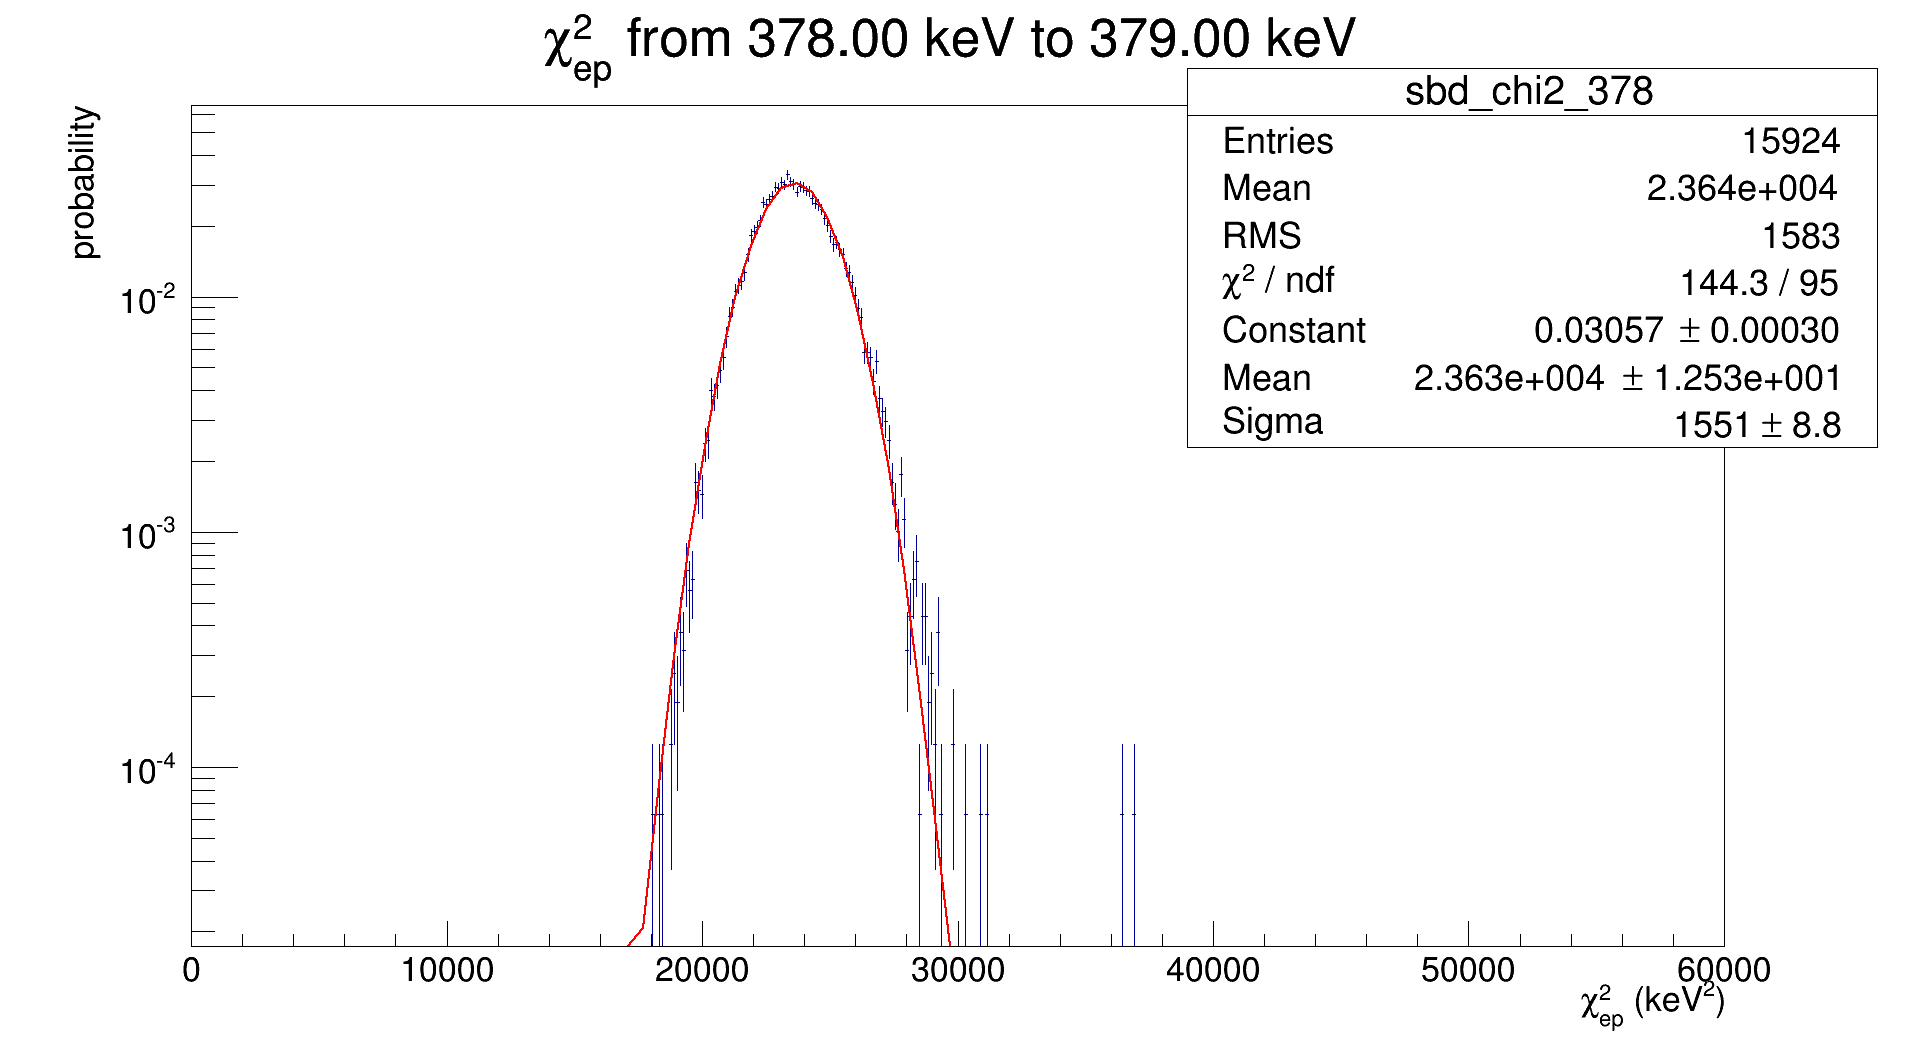 χ²ep from 378.00 keV to 379.00 keV
sbd_chi2_378
Entries 15924
Mean 2.364e+004
RMS 1583
χ² / ndf 144.3 / 95
Constant 0.03057 ± 0.00030
Mean 2.363e+004 ± 1.253e+001
Sigma 1551 ± 8.8
probability
10-2
10-3
10-4
0 10000 20000 30000 40000 50000 60000
χ²ep (keV²)